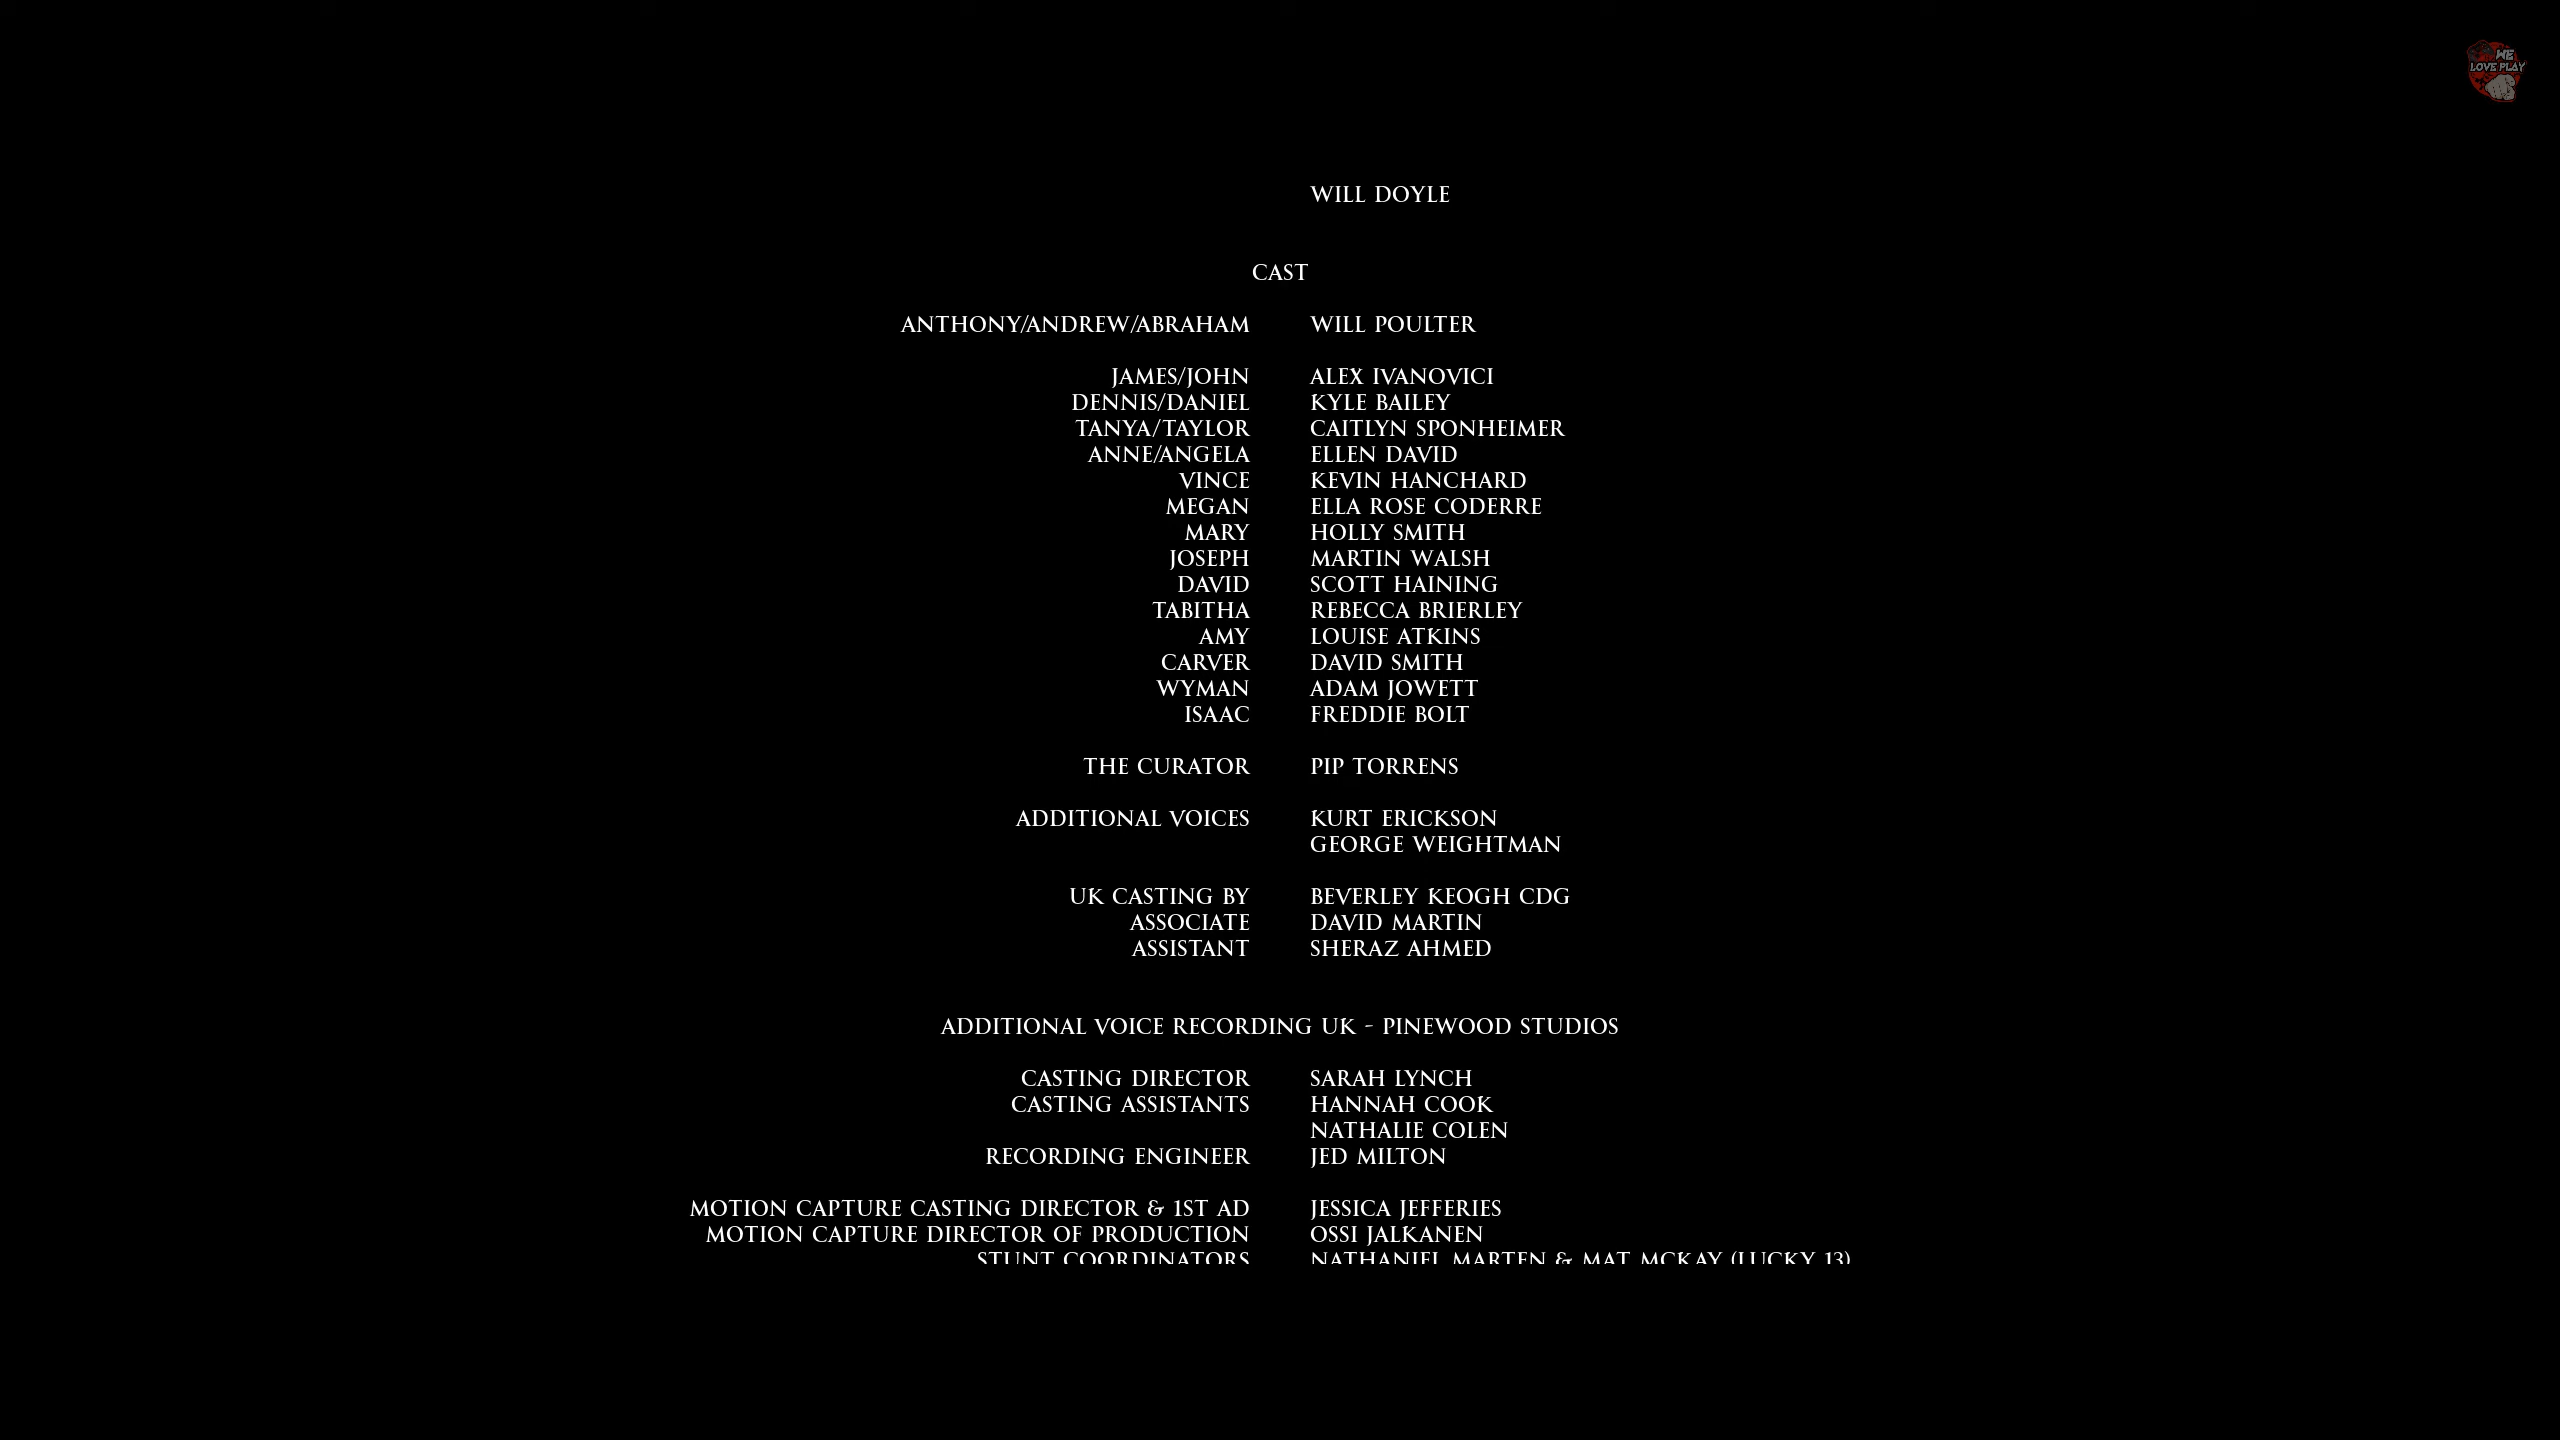 WE
LOVE PLAY
WILL DOYLE
CAST
ANTHONY/ANDREW/ABRAHAM WILL POULTER
JAMES/JOHN ALEX IVANOVICI
DENNIS/DANIEL KYLE BAILEY
TANYA/TAYLOR CAITLYN SPONHEIMER
ANNE/ANGELA ELLEN DAVID
VINCE KEVIN HANCHARD
MEGAN ELLA ROSE CODERRE
MARY HOLLY SMITH
JOSEPH MARTIN WALSH
DAVID SCOTT HAINING
TABITHA REBECCA BRIERLEY
AMY LOUISE ATKINS
CARVER DAVID SMITH
WYMAN ADAM JOWETT
ISAAC FREDDIE BOLT
THE CURATOR PIP TORRENS
ADDITIONAL VOICES KURT ERICKSON
GEORGE WEIGHTMAN
UK CASTING BY BEVERLEY KEOGH CDG
ASSOCIATE DAVID MARTIN
ASSISTANT SHERAZ AHMED
ADDITIONAL VOICE RECORDING UK - PINEWOOD STUDIOS
CASTING DIRECTOR SARAH LYNCH
CASTING ASSISTANTS HANNAH COOK
NATHALIE COLEN
RECORDING ENGINEER JED MILTON
MOTION CAPTURE CASTING DIRECTOR & 1ST AD JESSICA JEFFERIES
MOTION CAPTURE DIRECTOR OF PRODUCTION OSSI JALKANEN
STUNT COORDINATORS NATHANIEL MARTEN & MAT MCKAY (LUCKY 13)